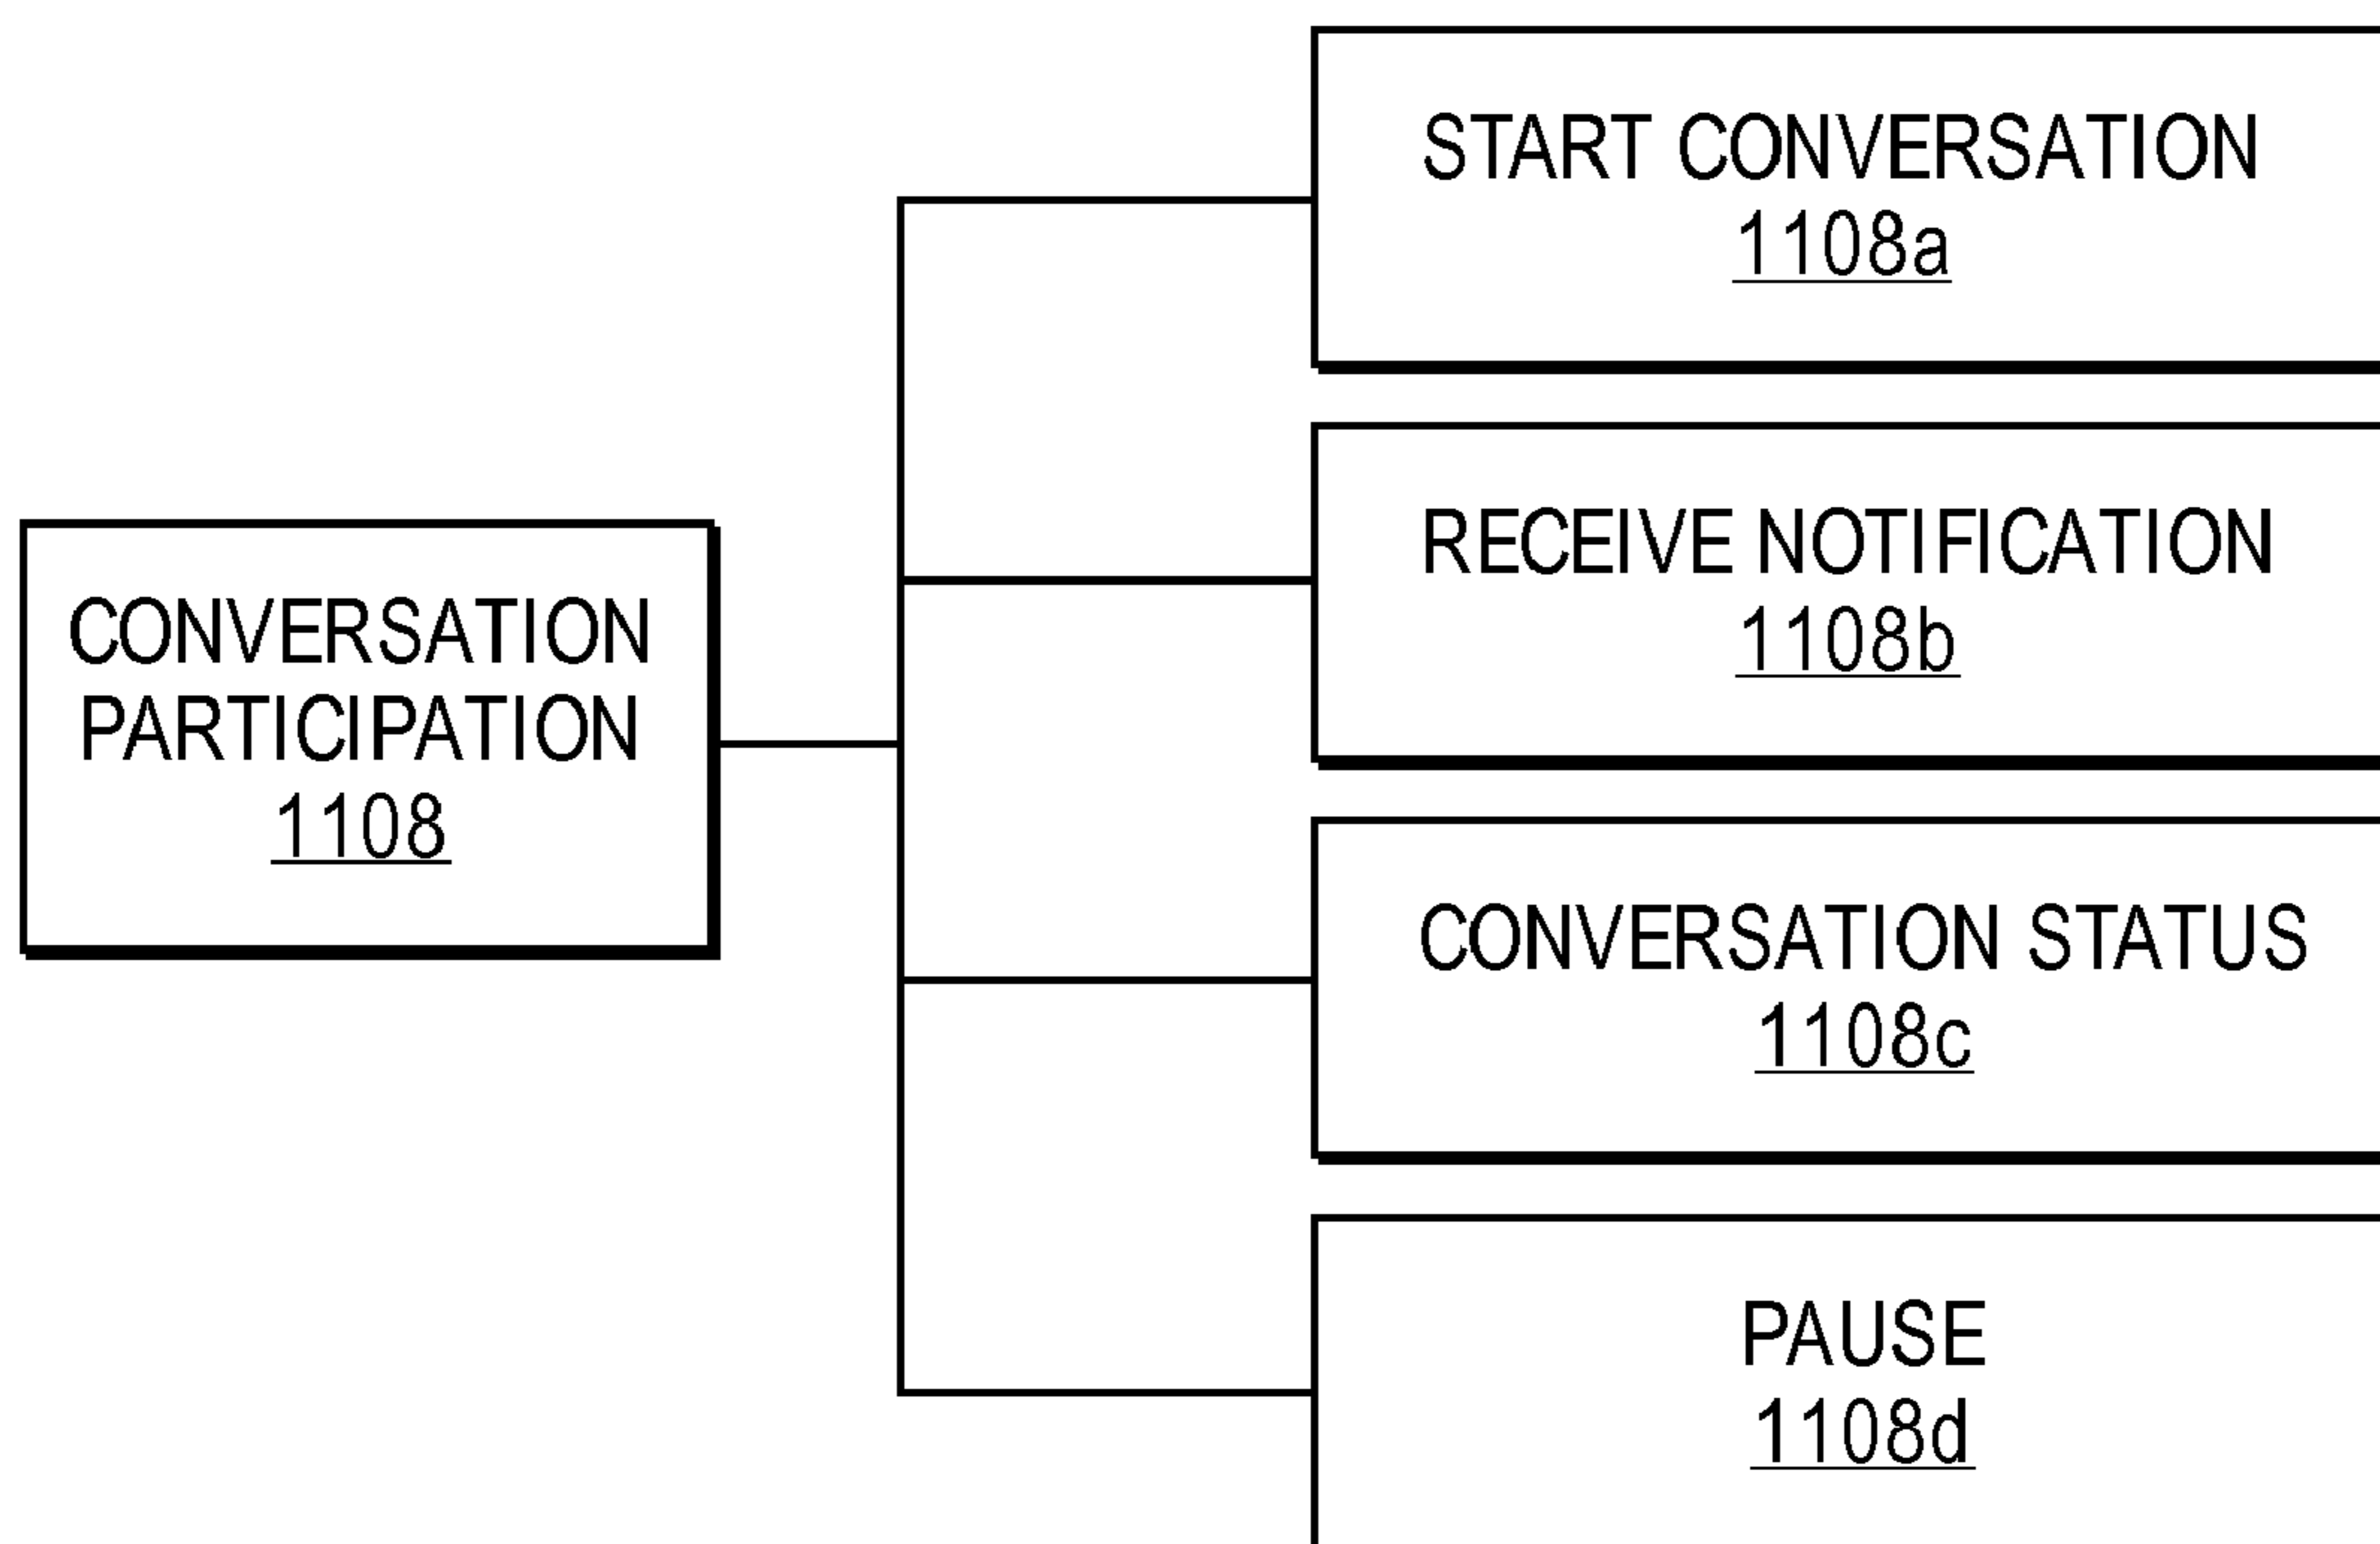 START CONVERSATION
1108a
RECEIVE NOTIFICATION
1108b
CONVERSATION
PARTICIPATION
1108
CONVERSATION STATUS
1108c
PAUSE
1108d